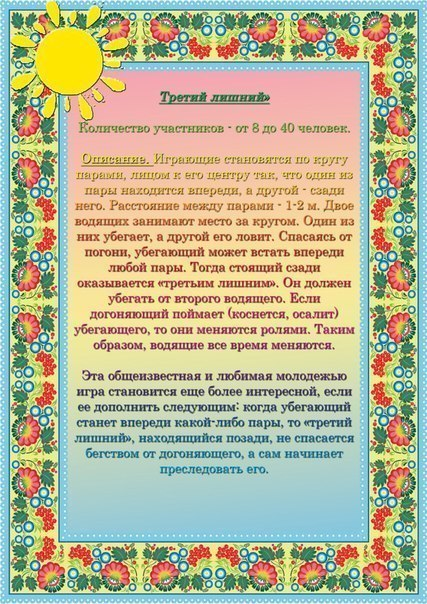 Третий лишний»
Количество участников - от 8 до 40 человек.
Описание. Играющие становятся по кругу
парами, лицом к его центру так, что один из
пары находится впереди, а другой - сзади
него. Расстояние между парами - 1-2 м. Двое
водящих занимают место за кругом. Один из
них убегает, а другой его ловит. Спасаясь от
погони, убегающий может встать впереди
любой пары. Тогда стоящий сзади
оказывается «третьим лишним». Он должен
убегать от второго водящего. Если
догоняющий поймает (коснется, осалит)
убегающего, то они меняются ролями. Таким
образом, водящие все время меняются.
Эта общеизвестная и любимая молодежью
игра становится еще более интересной, если
ее дополнить следующим: когда убегающий
станет впереди какой-либо пары, то «третий
лишний», находящийся позади, не спасается
бегством от догоняющего, а сам начинает
преследовать его.